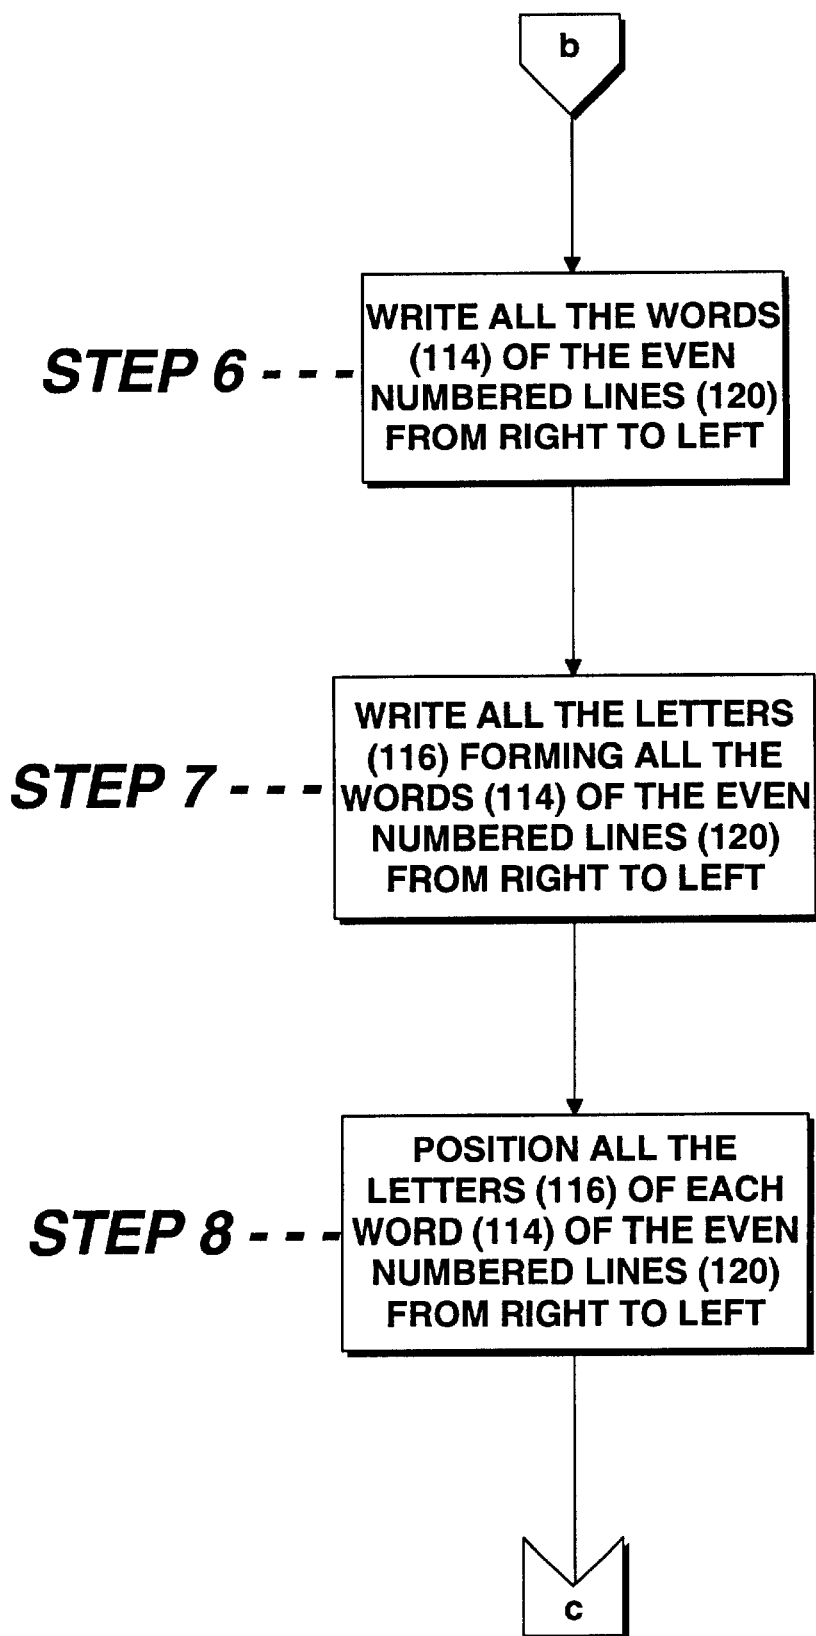 b
WRITE ALL THE WORDS
(114) OF THE EVEN
STEP 6 - - -
NUMBERED LINES (120)
FROM RIGHT TO LEFT
WRITE ALL THE LETTERS
(116) FORMING ALL THE
STEP 7 - - -
WORDS (114) OF THE EVEN
NUMBERED LINES (120)
FROM RIGHT TO LEFT
POSITION ALL THE
LETTERS (116) OF EACH
STEP 8 - - -
WORD (114) OF THE EVEN
NUMBERED LINES (120)
FROM RIGHT TO LEFT
c